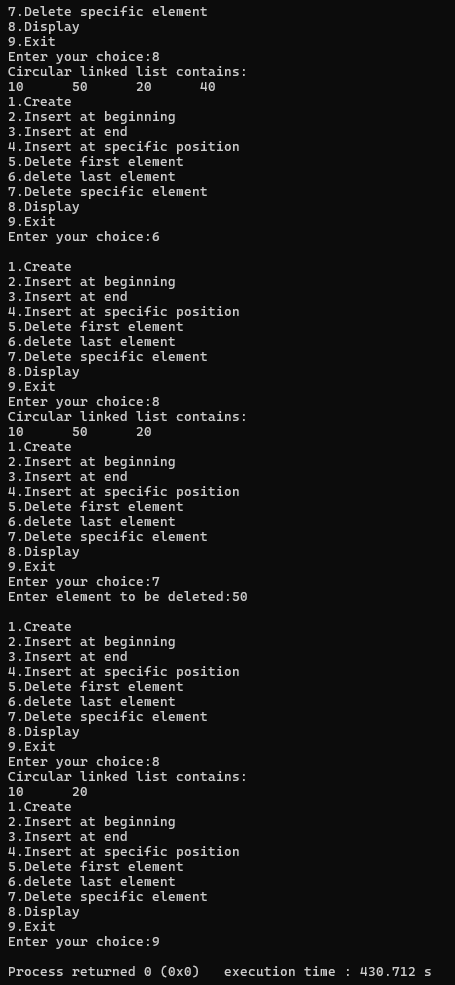 7.Delete specific element
8.Display
9.Exit
Enter your choice:8
Circular linked list contains:
10      50      20      40
1.Create
2.Insert at beginning
3.Insert at end
4.Insert at specific position
5.Delete first element
6.delete last element
7.Delete specific element
8.Display
9.Exit
Enter your choice:6

1.Create
2.Insert at beginning
3.Insert at end
4.Insert at specific position
5.Delete first element
6.delete last element
7.Delete specific element
8.Display
9.Exit
Enter your choice:8
Circular linked list contains:
10      50      20
1.Create
2.Insert at beginning
3.Insert at end
4.Insert at specific position
5.Delete first element
6.delete last element
7.Delete specific element
8.Display
9.Exit
Enter your choice:7
Enter element to be deleted:50

1.Create
2.Insert at beginning
3.Insert at end
4.Insert at specific position
5.Delete first element
6.delete last element
7.Delete specific element
8.Display
9.Exit
Enter your choice:8
Circular linked list contains:
10      20
1.Create
2.Insert at beginning
3.Insert at end
4.Insert at specific position
5.Delete first element
6.delete last element
7.Delete specific element
8.Display
9.Exit
Enter your choice:9

Process returned 0 (0x0)   execution time : 430.712 s